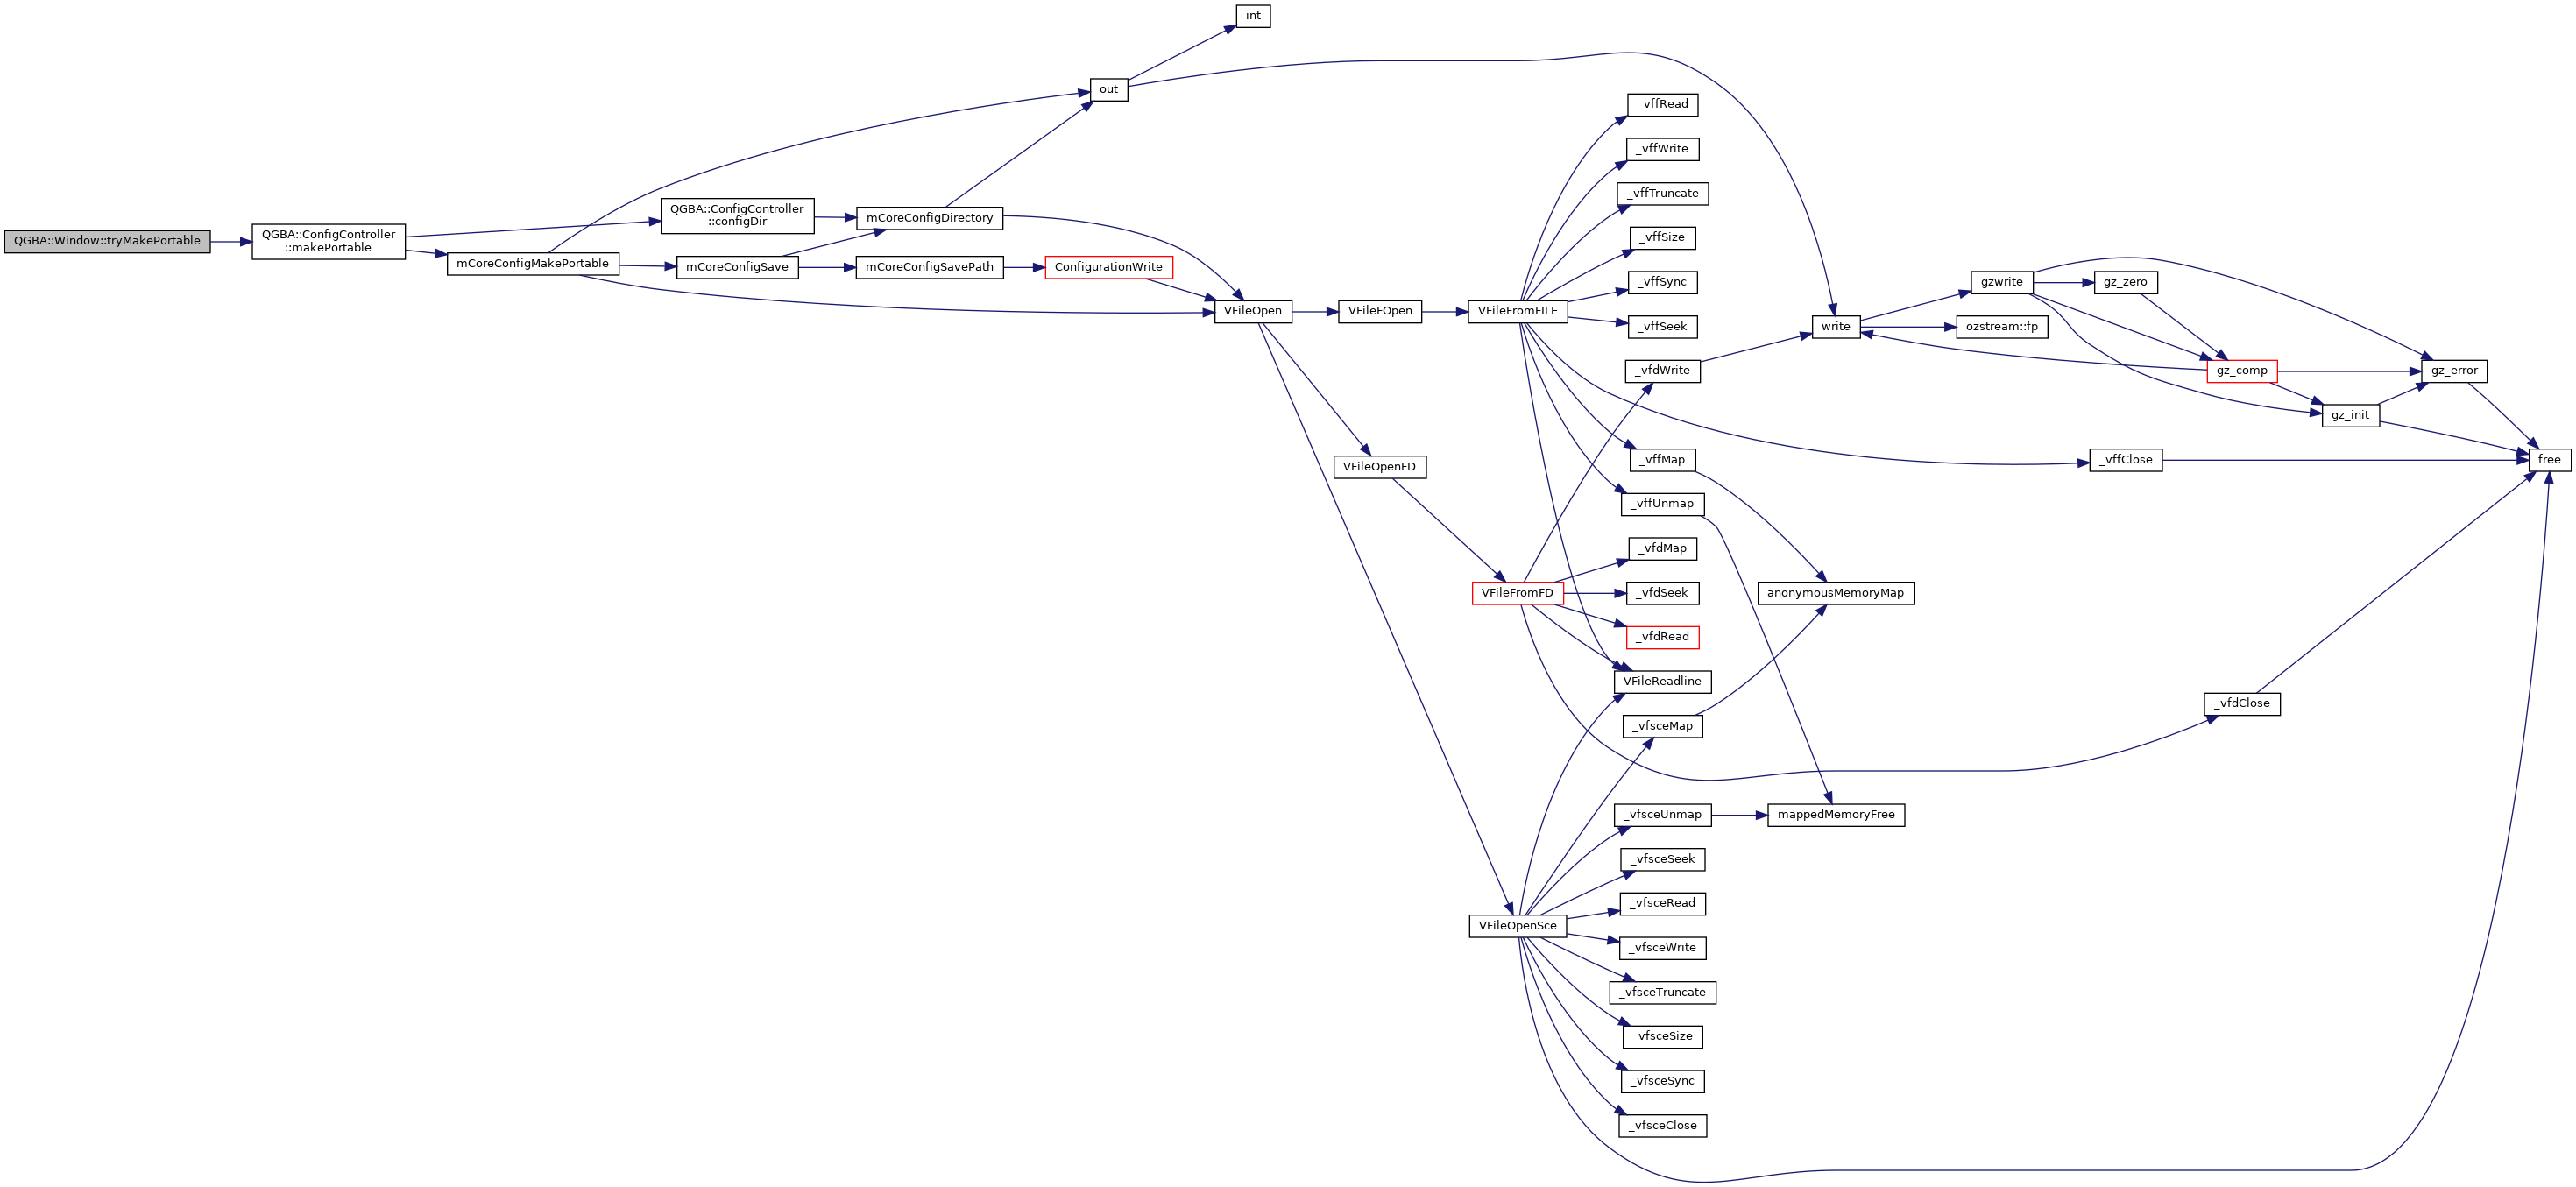 QGBA::Window::tryMakePortable
QGBA::ConfigController
::makePortable
QGBA::ConfigController
::configDir
mCoreConfigMakePortable
mCoreConfigDirectory
mCoreConfigSave
mCoreConfigSavePath
ConfigurationWrite
out
int
VFileOpen
VFileFOpen
VFileOpenFD
VFileFromFILE
VFileFromFD
VFileOpenSce
_vffRead
_vffWrite
_vffTruncate
_vffSize
_vffSync
_vffSeek
_vfdWrite
_vffMap
_vffUnmap
_vfdMap
_vfdSeek
_vfdRead
VFileReadline
_vfsceMap
_vfsceUnmap
_vfsceSeek
_vfsceRead
_vfsceWrite
_vfsceTruncate
_vfsceSize
_vfsceSync
_vfsceClose
write
anonymousMemoryMap
mappedMemoryFree
gzwrite
ozstream::fp
gz_zero
gz_comp
gz_init
gz_error
_vffClose
_vfdClose
free